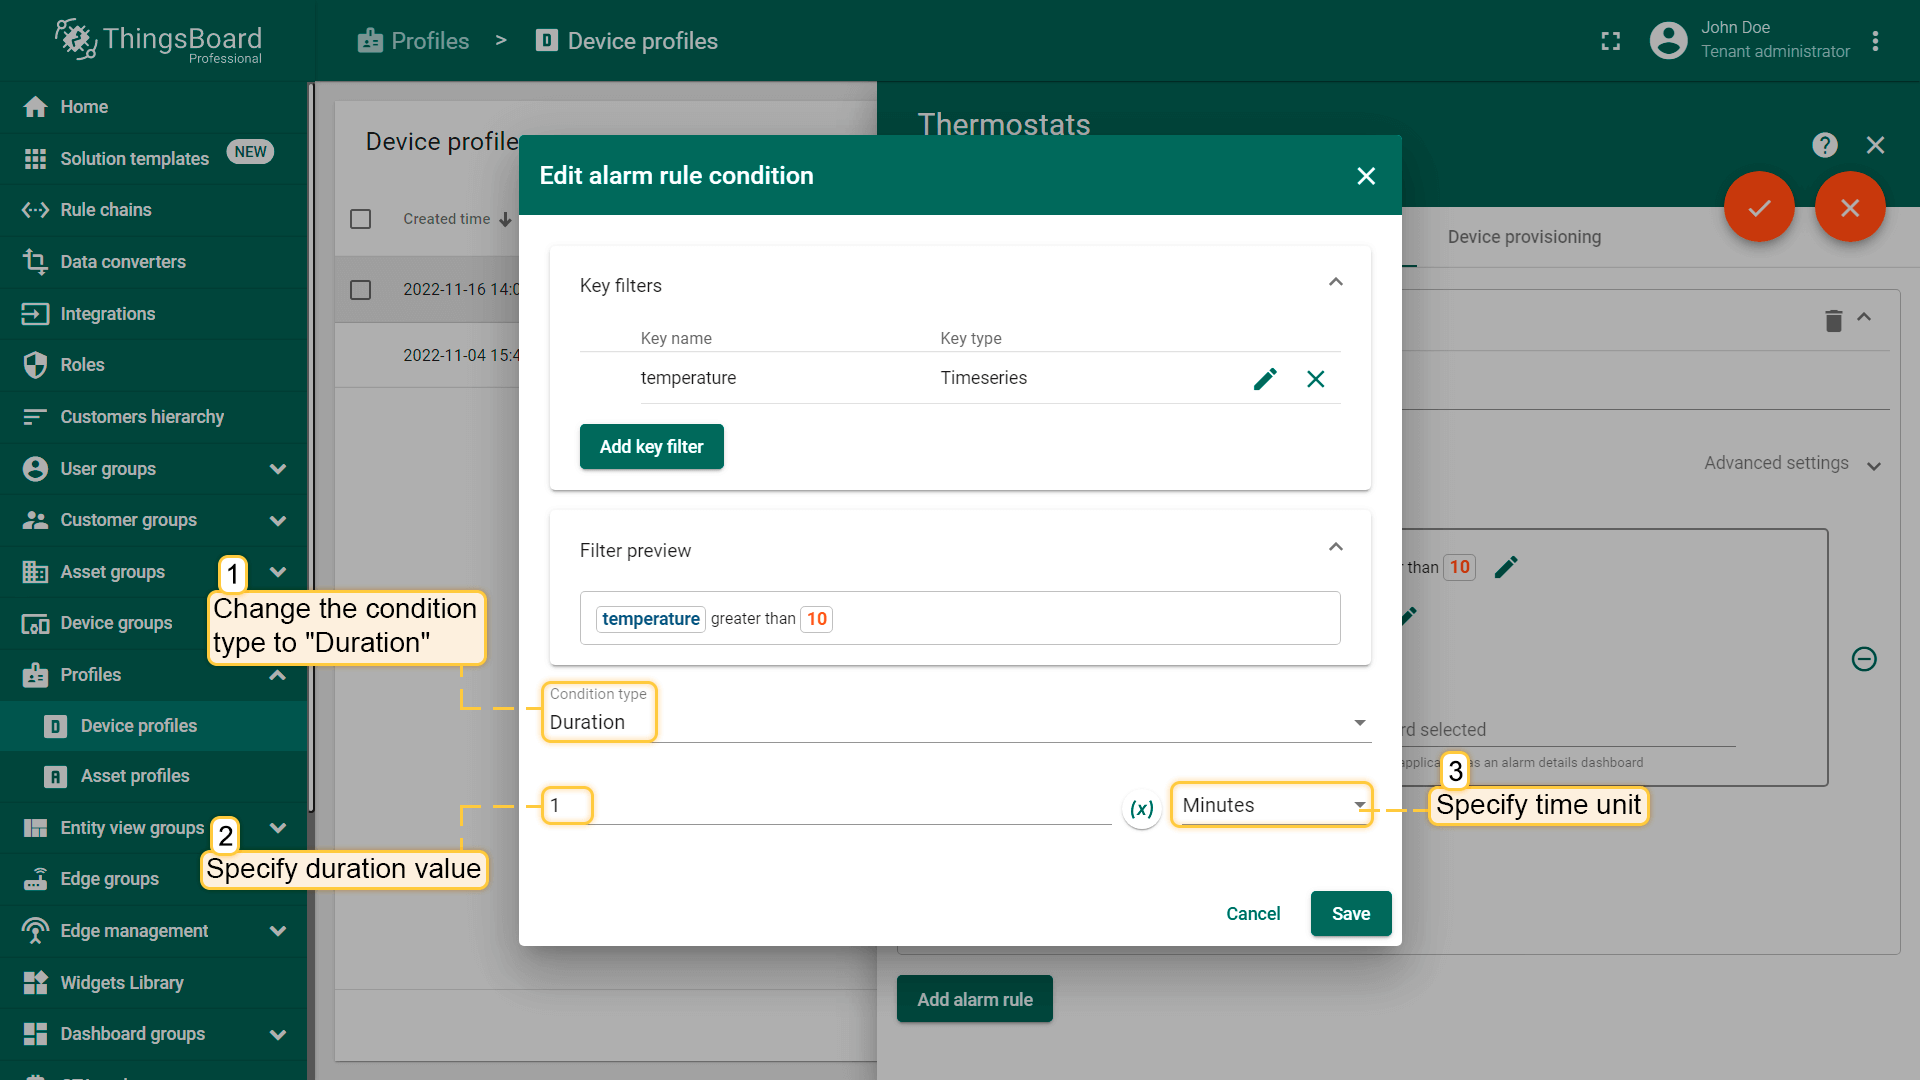 ThingsBoard
Professional
Profiles > D Device profiles
John Doe
Tenant administrator
Home
Solution templates NEW
Rule chains
Data converters
Integrations
Roles
Customers hierarchy
User groups
Customer groups
Asset groups
Device groups
Profiles
D Device profiles
A Asset profiles
Entity view groups
Edge groups
Edge management
Widgets Library
Dashboard groups
Device profile
Created time
2022-11-16 14:0
2022-11-04 15:4
Thermostats
?
Device provisioning
Advanced settings
than 10
rd selected
applica
as an alarm details dashboard
Add alarm rule
Edit alarm rule condition
Key filters
Key name Key type
temperature Timeseries
Add key filter
Filter preview
temperature greater than 10
Condition type
Duration
1 (x) Minutes
Cancel Save
1
Change the condition
type to "Duration"
2
Specify duration value
3
Specify time unit